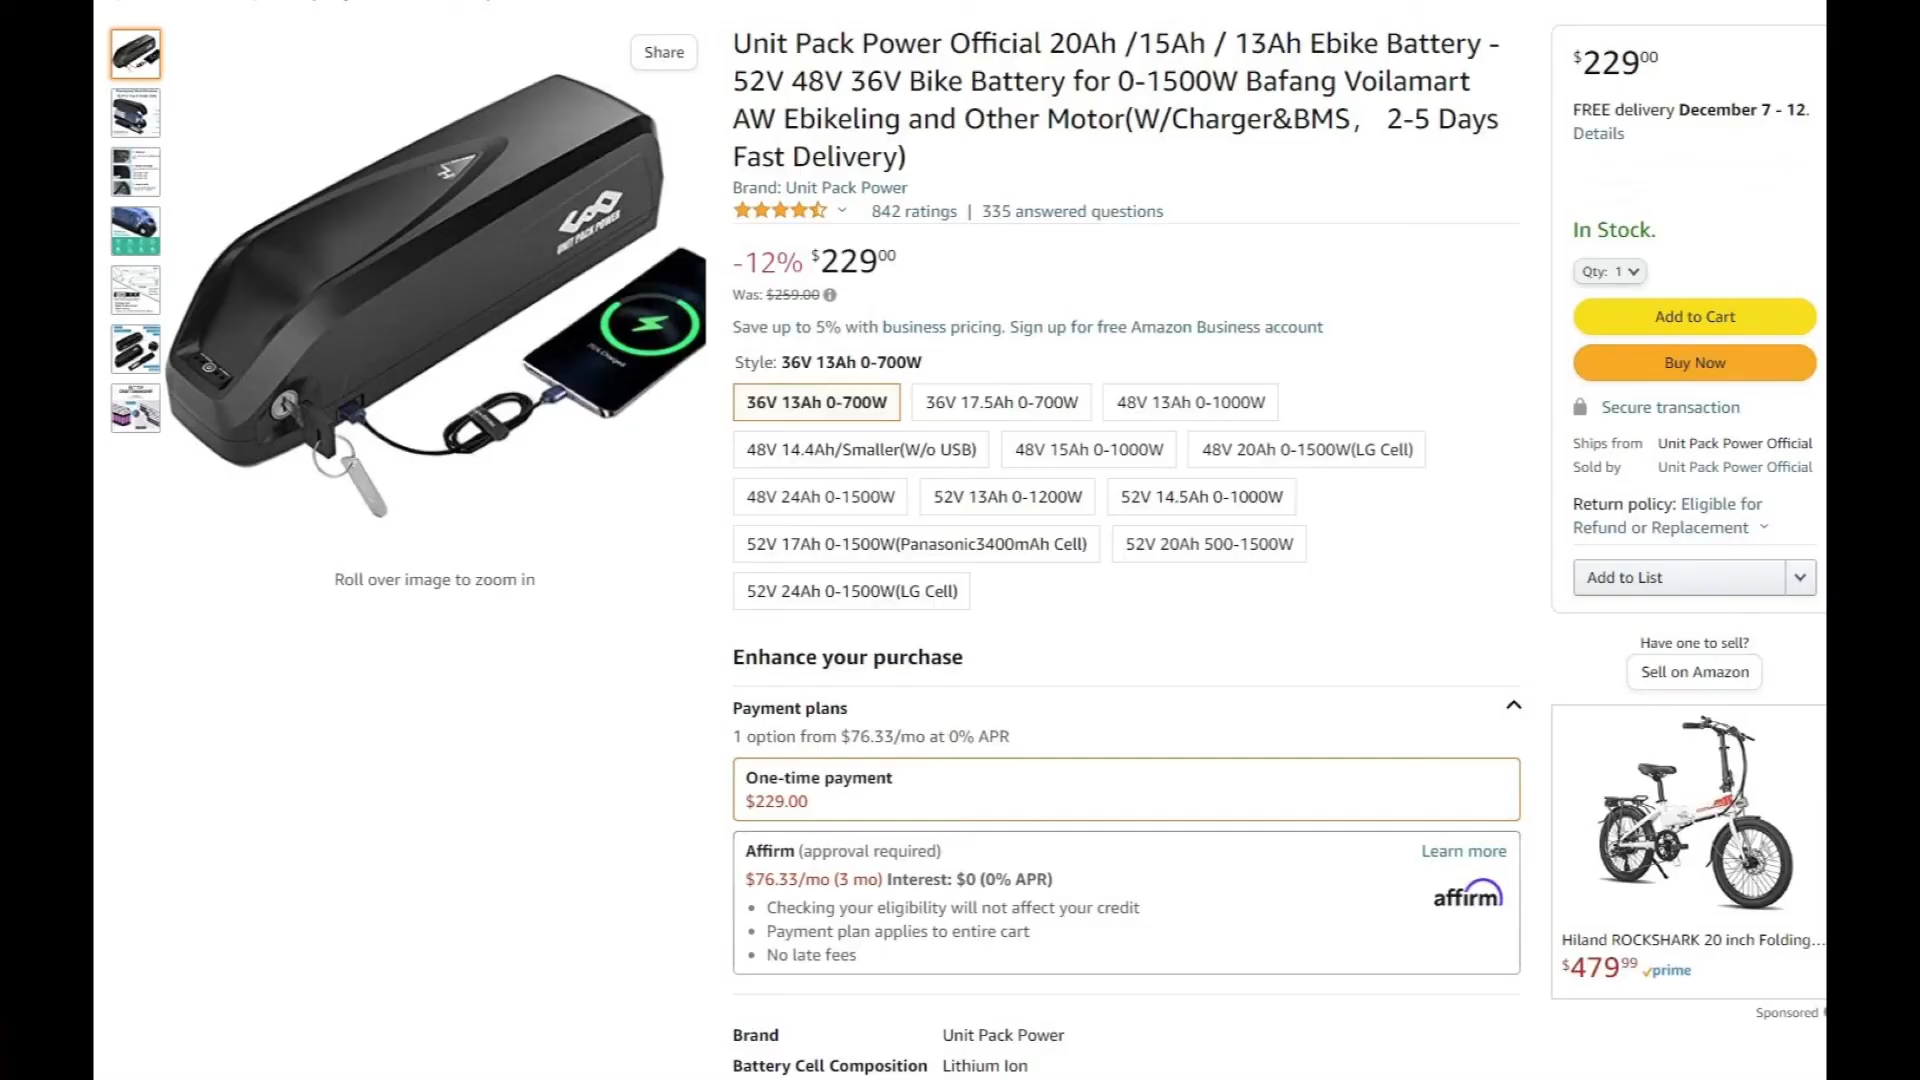 Share
UNIT PACK POWER
Roll over image to zoom in
Unit Pack Power Official 20Ah /15Ah / 13Ah Ebike Battery -
52V 48V 36V Bike Battery for 0-1500W Bafang Voilamart
AW Ebikeling and Other Motor(W/Charger&BMS， 2-5 Days
Fast Delivery)
Brand: Unit Pack Power
842 ratings | 335 answered questions
-12% $229⁰⁰
Was: $259.00
Save up to 5% with business pricing. Sign up for free Amazon Business account
Style: 36V 13Ah 0-700W
36V 13Ah 0-700W 36V 17.5Ah 0-700W 48V 13Ah 0-1000W
48V 14.4Ah/Smaller(W/o USB) 48V 15Ah 0-1000W 48V 20Ah 0-1500W(LG Cell)
48V 24Ah 0-1500W 52V 13Ah 0-1200W 52V 14.5Ah 0-1000W
52V 17Ah 0-1500W(Panasonic3400mAh Cell) 52V 20Ah 500-1500W
52V 24Ah 0-1500W(LG Cell)
Enhance your purchase
Payment plans
1 option from $76.33/mo at 0% APR
One-time payment
$229.00
Affirm (approval required) Learn more
$76.33/mo (3 mo) Interest: $0 (0% APR)
affirm
• Checking your eligibility will not affect your credit
• Payment plan applies to entire cart
• No late fees
Brand Unit Pack Power
Battery Cell Composition Lithium Ion
$229⁰⁰
FREE delivery December 7 - 12.
Details
In Stock.
Qty: 1
Add to Cart
Buy Now
Secure transaction
Ships from Unit Pack Power Official
Sold by Unit Pack Power Official
Return policy: Eligible for
Refund or Replacement
Add to List
Have one to sell?
Sell on Amazon
Hiland ROCKSHARK 20 inch Folding...
$479⁹⁹ prime
Sponsored